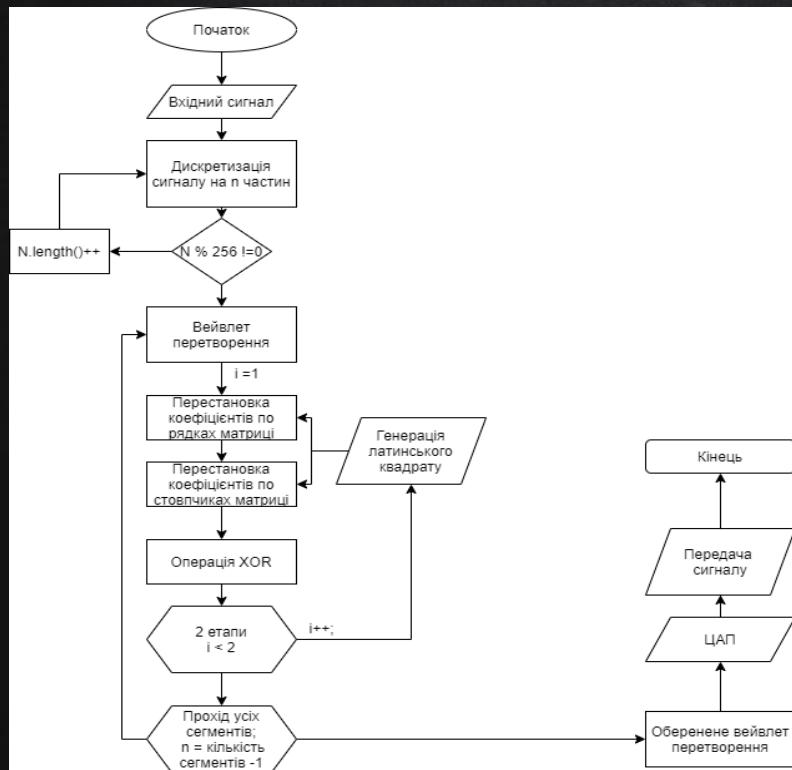 Початок
Вхідний сигнал
Дискретизація
сигналу на n частин
N.length()++
N % 256 !=0
Вейвлет
перетворення
i =1
Перестановка
коефіцієнтів по
рядках матриці
Генерація
латинського
квадрату
Перестановка
коефіцієнтів по
стовпчиках матриці
Операція XOR
2 етапи
i < 2
i++;
Прохід усіх
сегментів;
n = кількість
сегментів -1
Кінець
Передача
сигналу
ЦАП
Оберенене вейвлет
перетворення